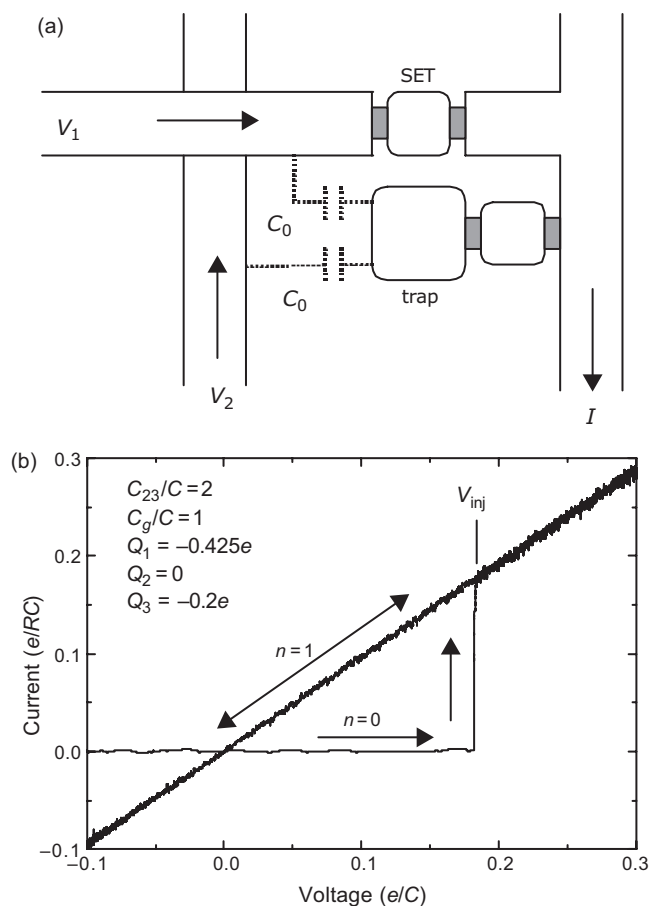 (a)
SET
V₁
C₀
C₀
trap
V₂
I
(b)
C₂₃/C = 2
C_g/C = 1
Q₁ = −0.425e
Q₂ = 0
Q₃ = −0.2e
V_inj
n = 1
n = 0
Current (e/RC)
0.3
0.2
0.1
0.0
−0.1
−0.1 0.0 0.1 0.2 0.3
Voltage (e/C)